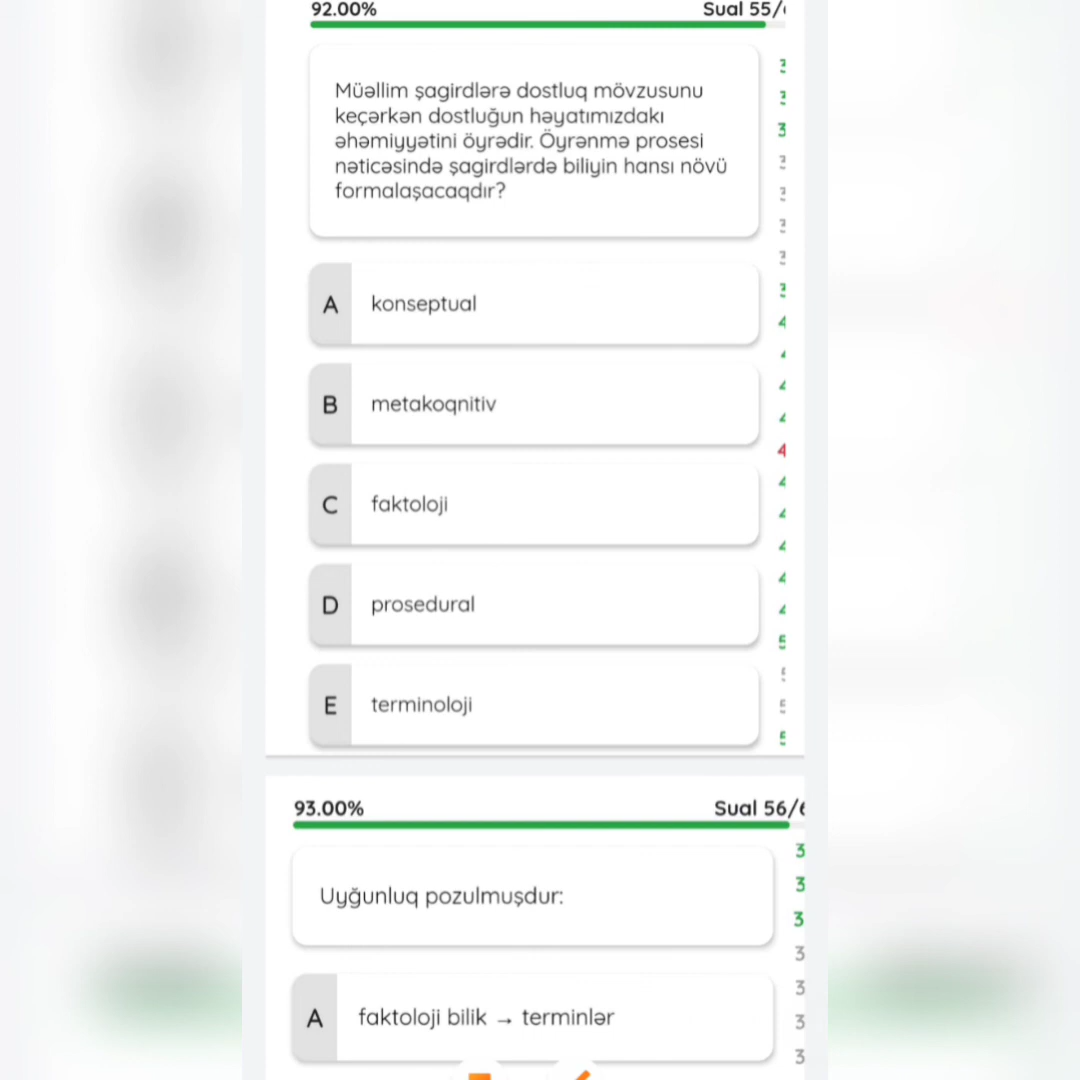 92.00%
Sual 55/
Müəllim şagirdlərə dostluq mövzusunu
keçərkən dostluğun həyatımızdakı
əhəmiyyətini öyrədir. Öyrənmə prosesi
nəticəsində şagirdlərdə biliyin hansı növü
formalaşacaqdır?
A konseptual
B metakoqnitiv
C faktoloji
D prosedural
E terminoloji
93.00%
Sual 56/6
Uyğunluq pozulmuşdur:
A faktoloji bilik → terminlər